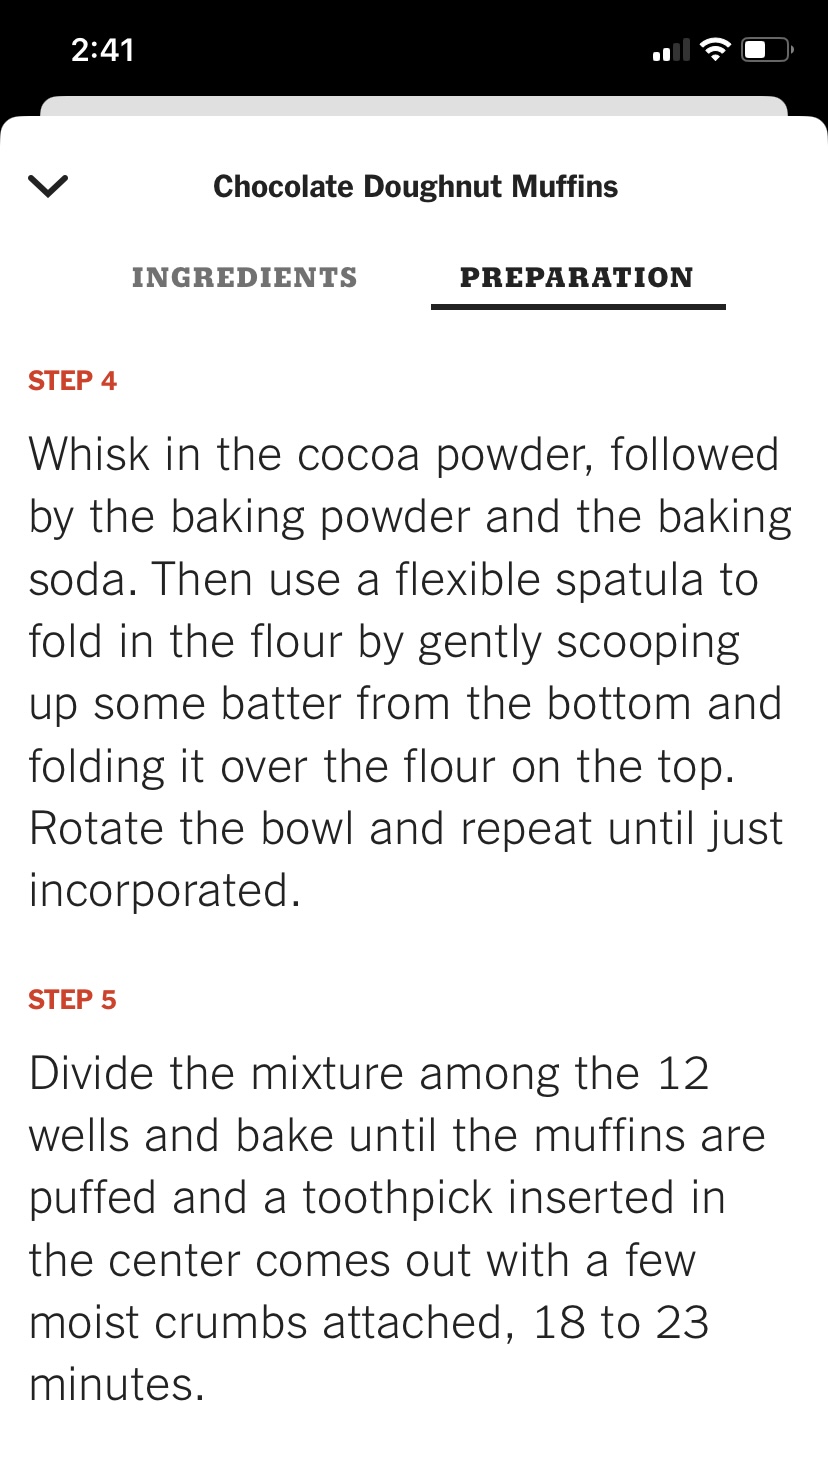 2:41
Chocolate Doughnut Muffins
INGREDIENTS PREPARATION
STEP 4
Whisk in the cocoa powder, followed
by the baking powder and the baking
soda. Then use a flexible spatula to
fold in the flour by gently scooping
up some batter from the bottom and
folding it over the flour on the top.
Rotate the bowl and repeat until just
incorporated.
STEP 5
Divide the mixture among the 12
wells and bake until the muffins are
puffed and a toothpick inserted in
the center comes out with a few
moist crumbs attached, 18 to 23
minutes.